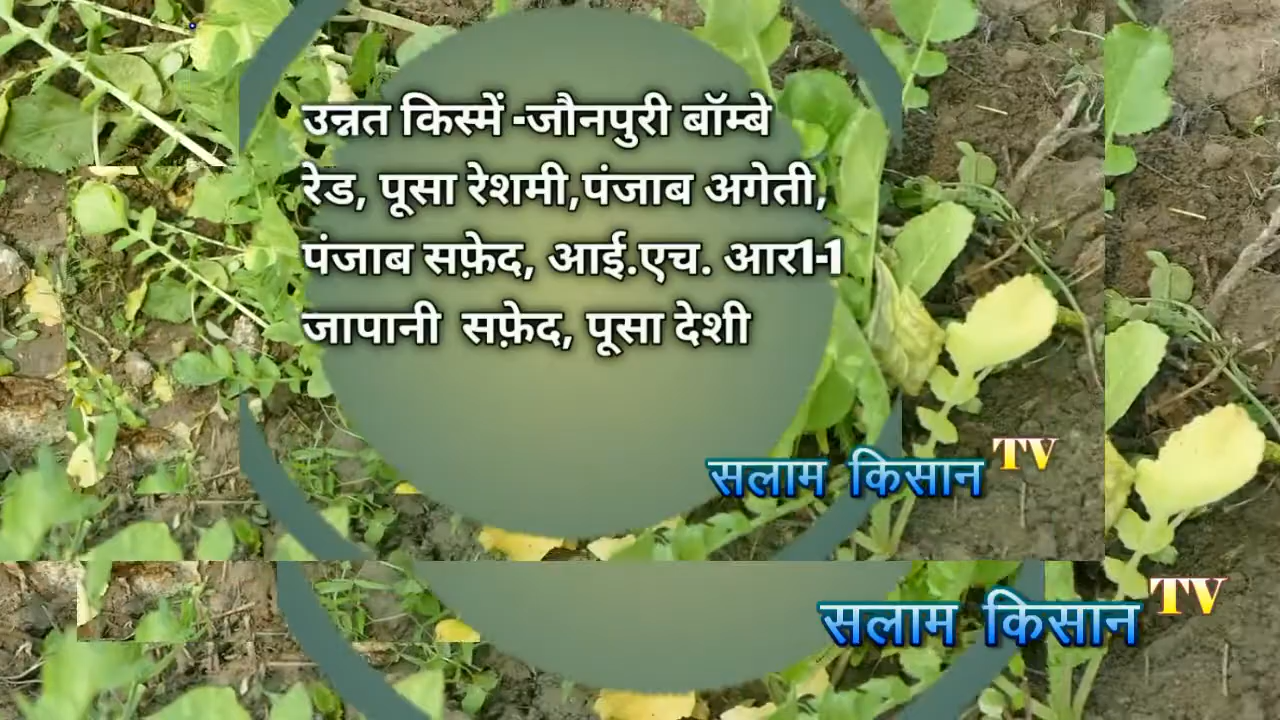 उन्नत किस्में -जौनपुरी बॉम्बे
रेड, पूसा रेशमी,पंजाब अगेती,
पंजाब सफ़ेद, आई.एच. आर1-1
जापानी सफ़ेद, पूसा देशी
सलाम किसान TV
सलाम किसान TV